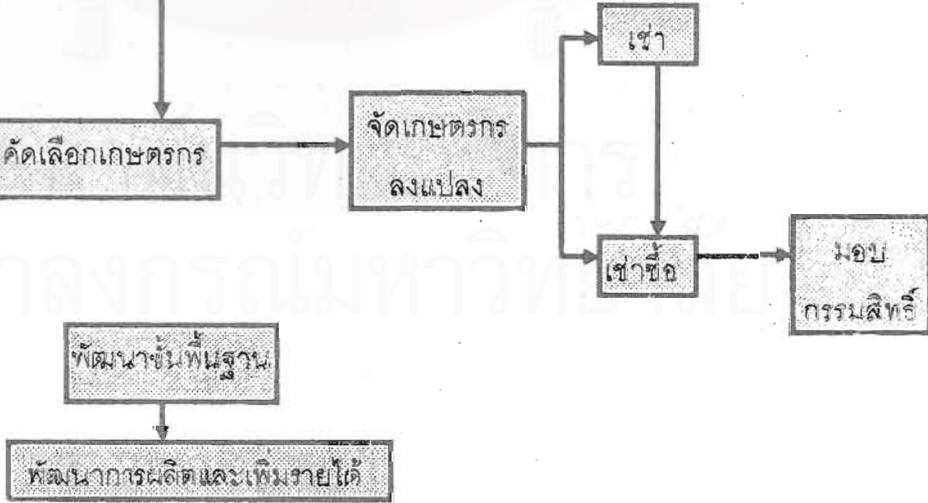 เช่า
คัดเลือกเกษตรกร
จัดเกษตรกร
ลงแปลง
เช่าซื้อ
มอบ
กรรมสิทธิ์
พัฒนาขั้นพื้นฐาน
พัฒนาการผลิตและเพิ่มรายได้